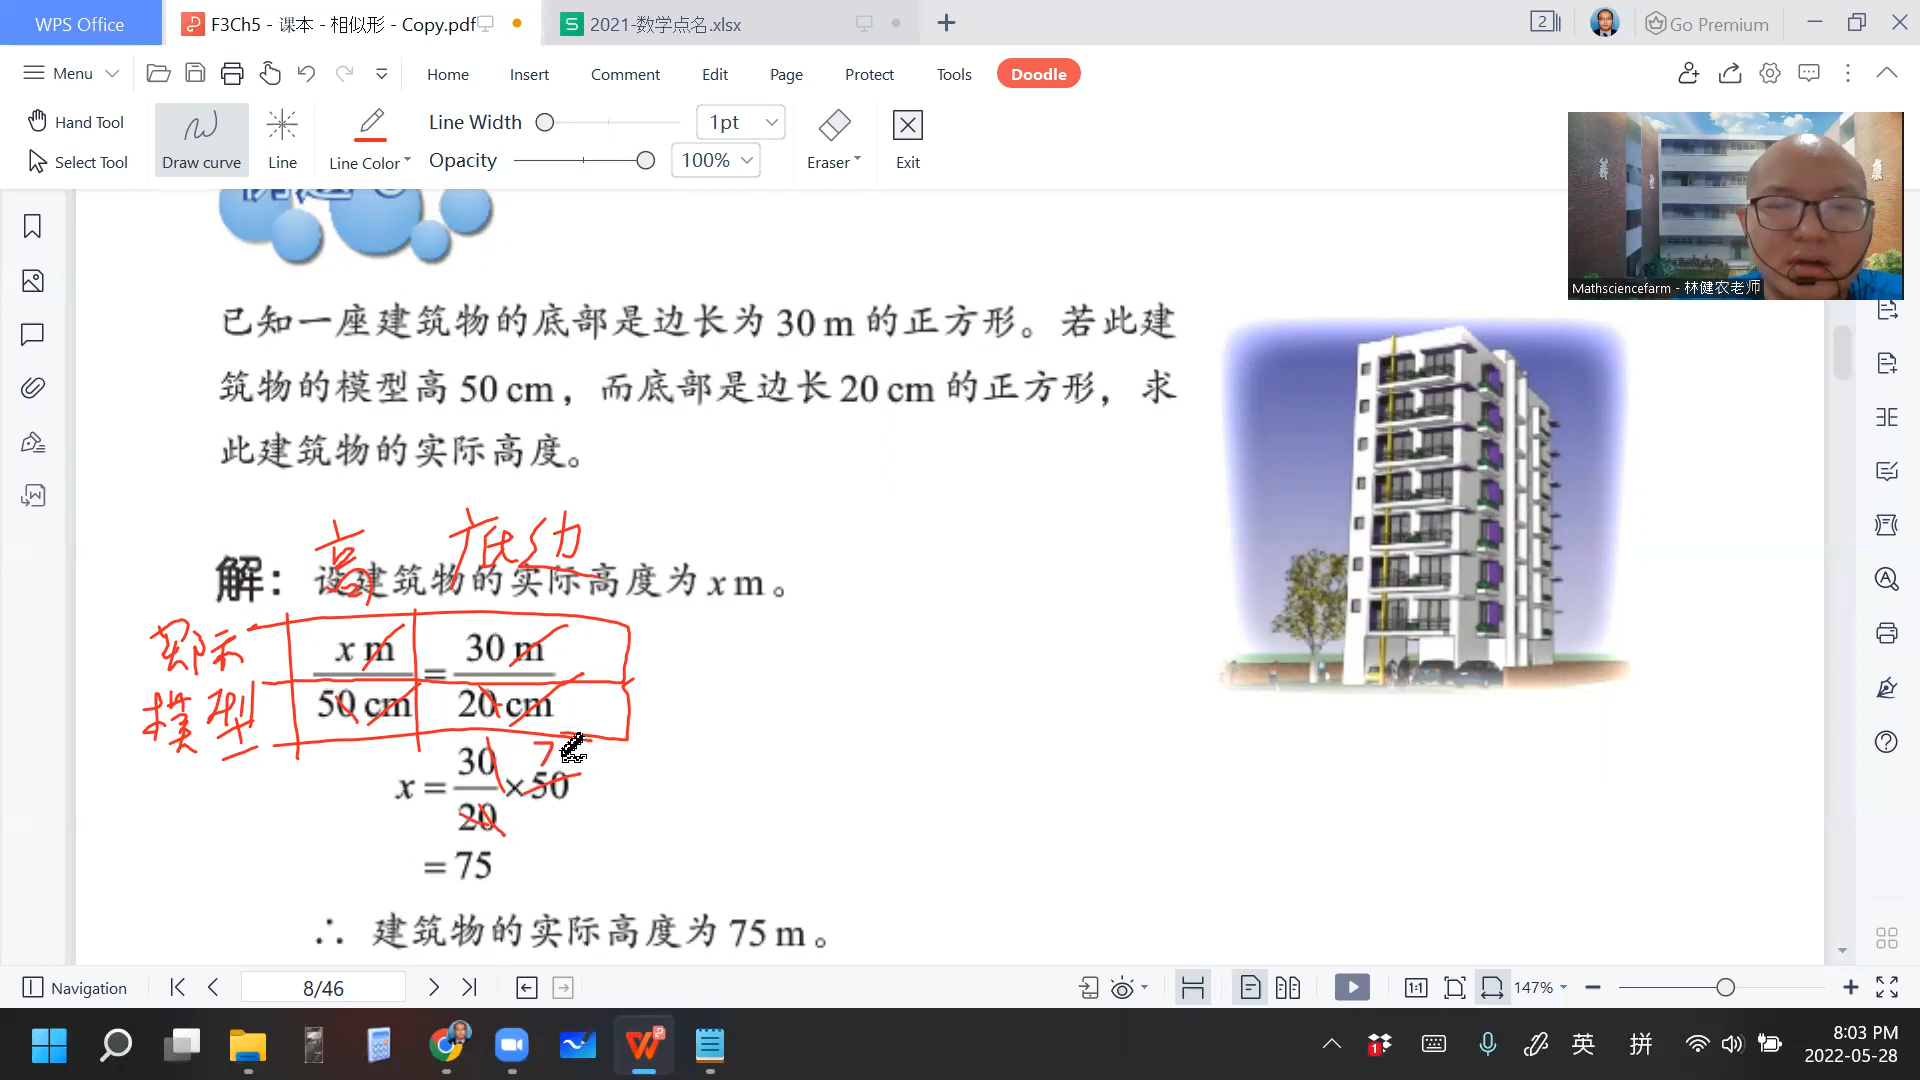 WPS Office
F3Ch5 - 课本 - 相似形 - Copy.pdf
2021-数学点名.xlsx
2
Go Premium
Menu
Home
Insert
Comment
Edit
Page
Protect
Tools
Doodle
Hand Tool
Select Tool
Draw curve
Line
Line Color
Line Width
1pt
Opacity
100%
Eraser
Exit
Mathsciencefarm - 林健农老师
已知一座建筑物的底部是边长为 30 m 的正方形。若此建
筑物的模型高 50 cm，而底部是边长 20 cm 的正方形，求
此建筑物的实际高度。
高 底边
解：设建筑物的实际高度为 x m。
实际
模型
x m / 50 cm = 30 m / 20 cm
x = 30/20 × 50
= 75
∴ 建筑物的实际高度为 75 m。
Navigation
8/46
1:1
147%
1
英
拼
8:03 PM
2022-05-28